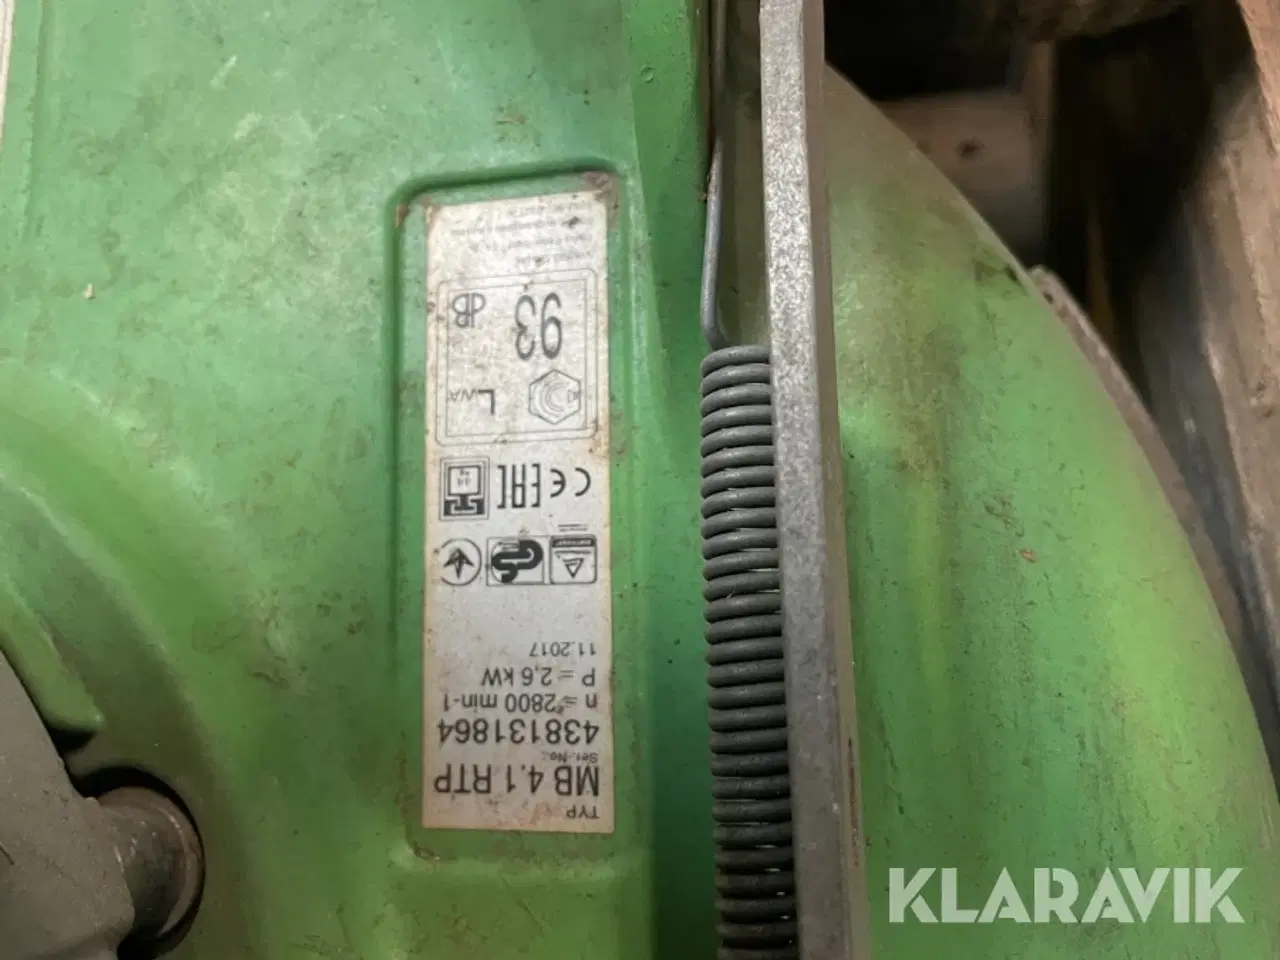 TYP
MB 4.1 RTP
Ser.-No.:
438131864
n = 2800 min-1
P = 2,6 kW
11.2017
CE EAC
LWA
93
dB
KLARAVIK